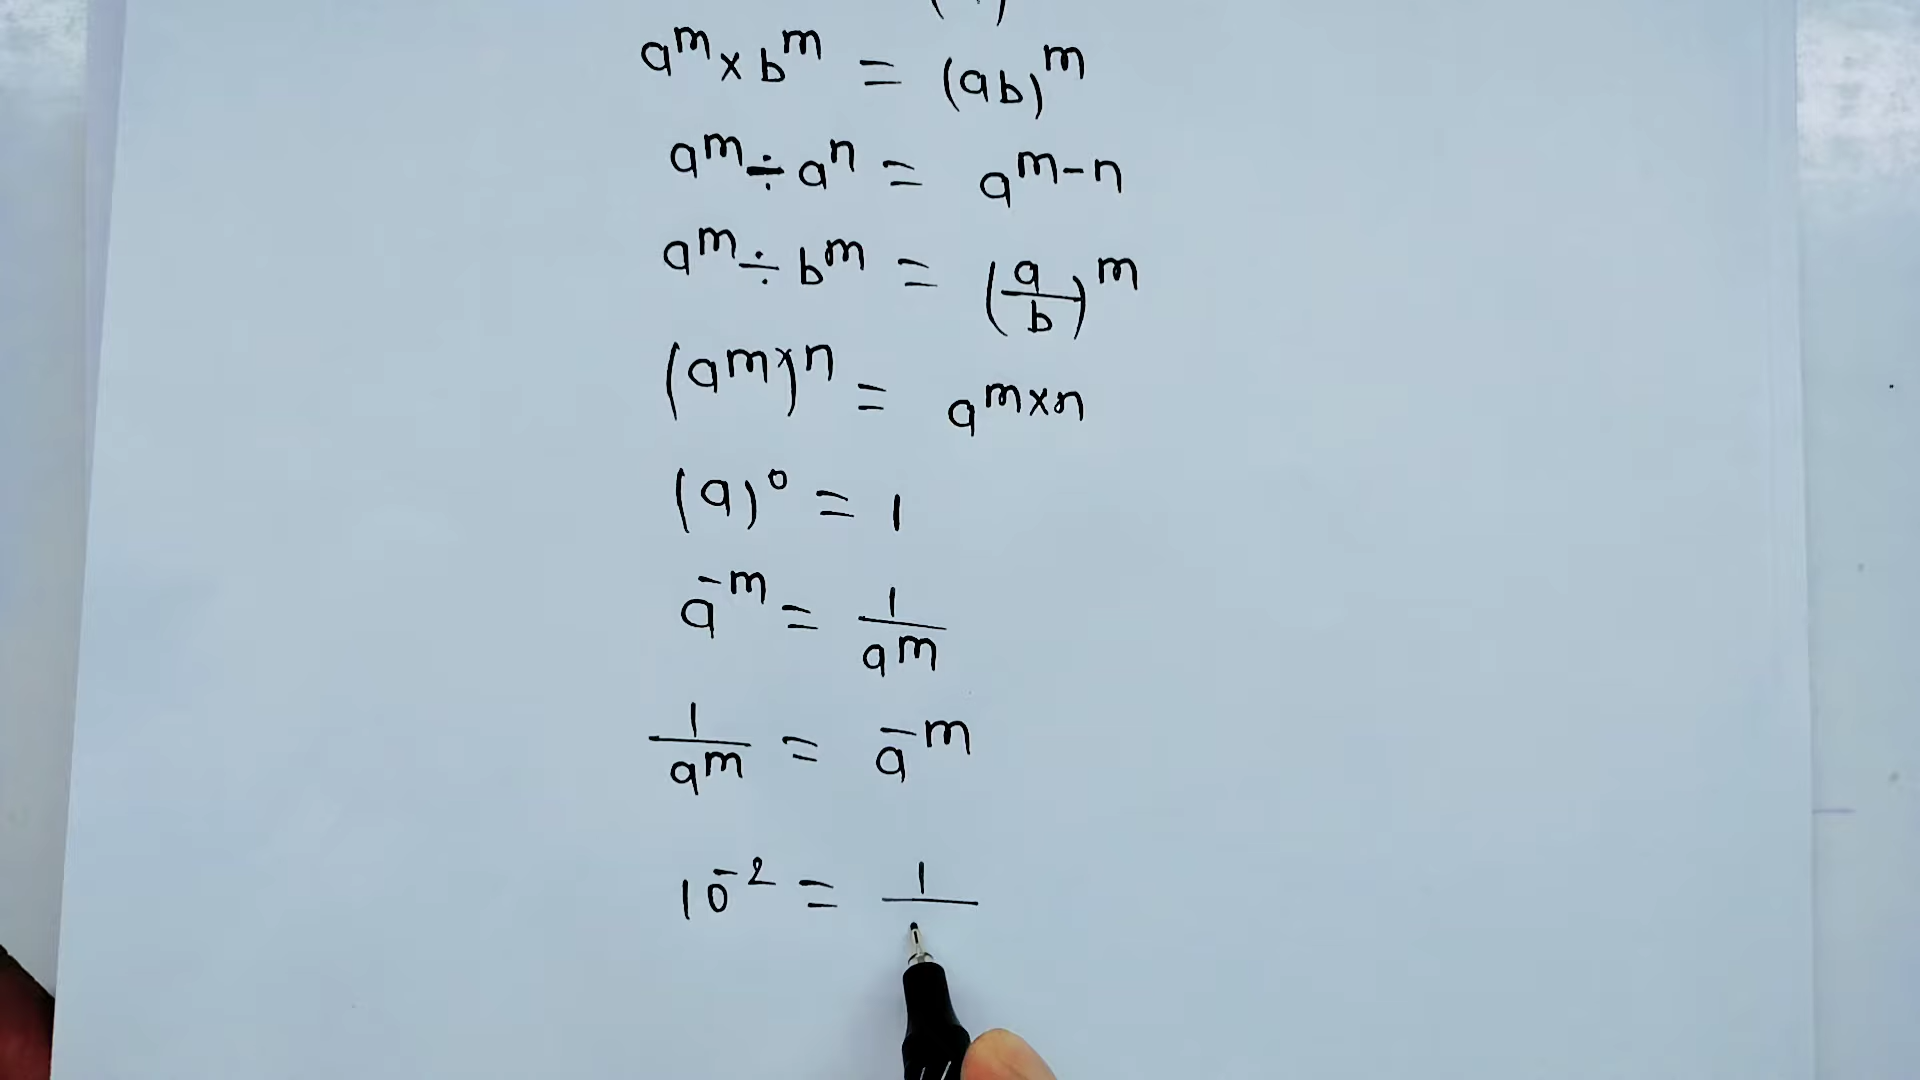 a^m × b^m = (ab)^m
a^m ÷ a^n = a^(m-n)
a^m ÷ b^m = (a/b)^m
(a^m)^n = a^(m×n)
(a)^0 = 1
a^-m = 1/a^m
1/a^m = a^-m
10^-2 = 1/